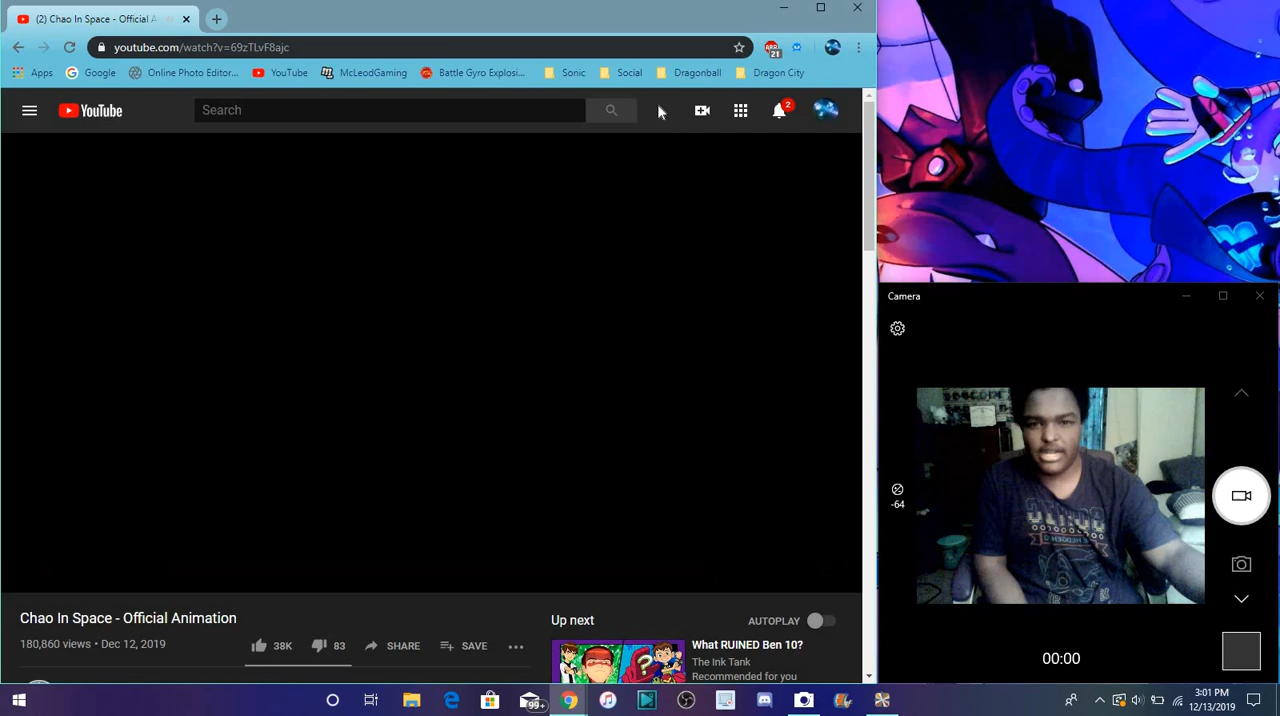 (2) Chao In Space - Official A
youtube.com/watch?v=69zTLvF8ajc
ABP
21
Apps
Google
Online Photo Editor...
YouTube
McLeodGaming
Battle Gyro Explosi...
Sonic
Social
Dragonball
Dragon City
YouTube
Search
2
Camera
-64
00:00
Chao In Space - Official Animation
180,860 views • Dec 12, 2019
38K
83
SHARE
SAVE
Up next
AUTOPLAY
What RUINED Ben 10?
The Ink Tank
Recommended for you
99+
3:01 PM
12/13/2019